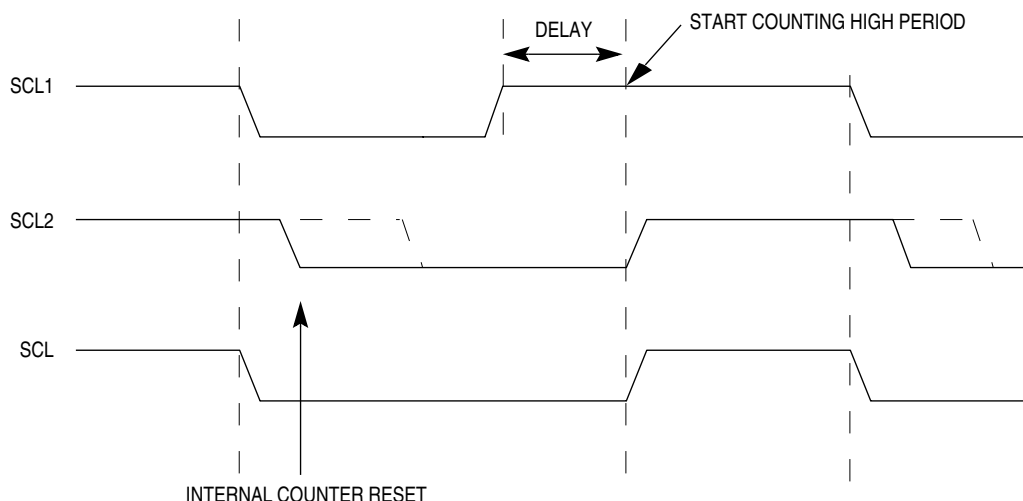 START COUNTING HIGH PERIOD
DELAY
SCL1
SCL2
SCL
INTERNAL COUNTER RESET